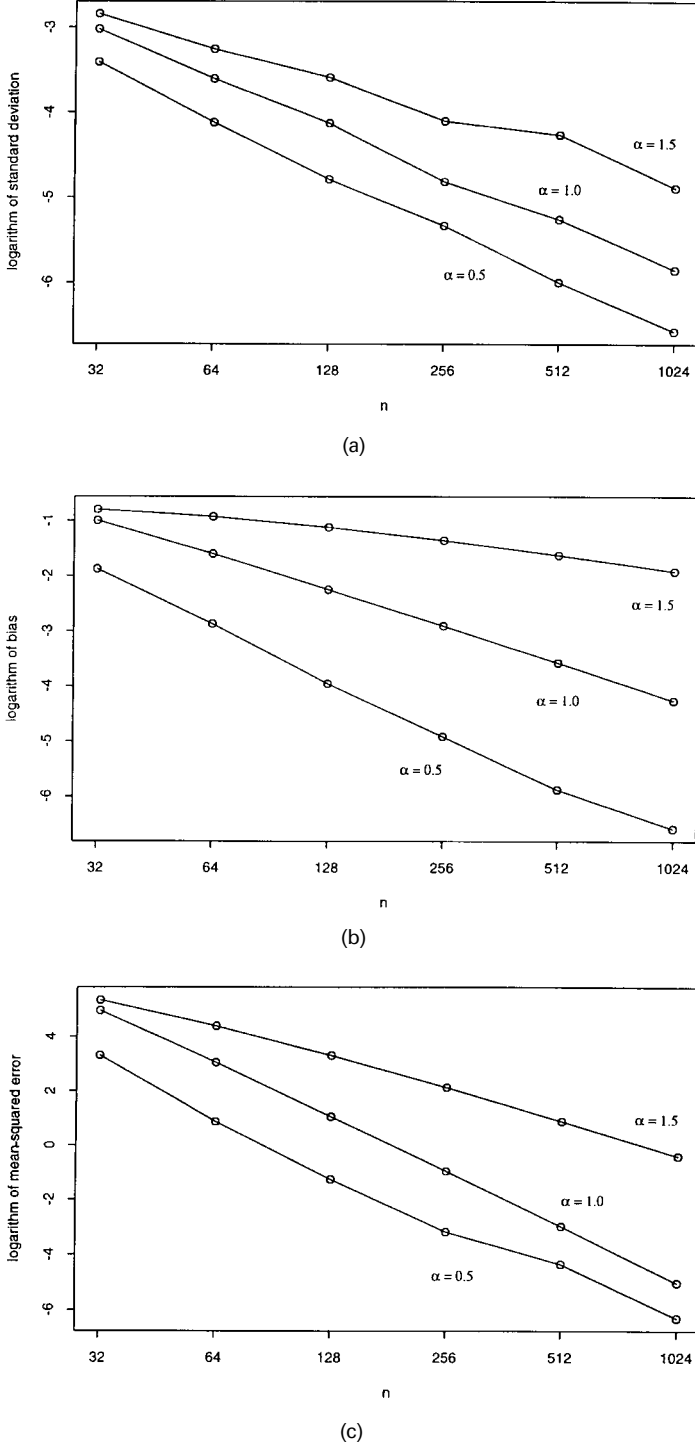 logarithm of standard deviation
-3
-4
-5
-6
α = 1.5
α = 1.0
α = 0.5
32 64 128 256 512 1024
n
(a)
logarithm of bias
-1
-2
-3
-4
-5
-6
α = 1.5
α = 1.0
α = 0.5
32 64 128 256 512 1024
n
(b)
logarithm of mean-squared error
4
2
0
-2
-4
-6
α = 1.5
α = 1.0
α = 0.5
32 64 128 256 512 1024
n
(c)